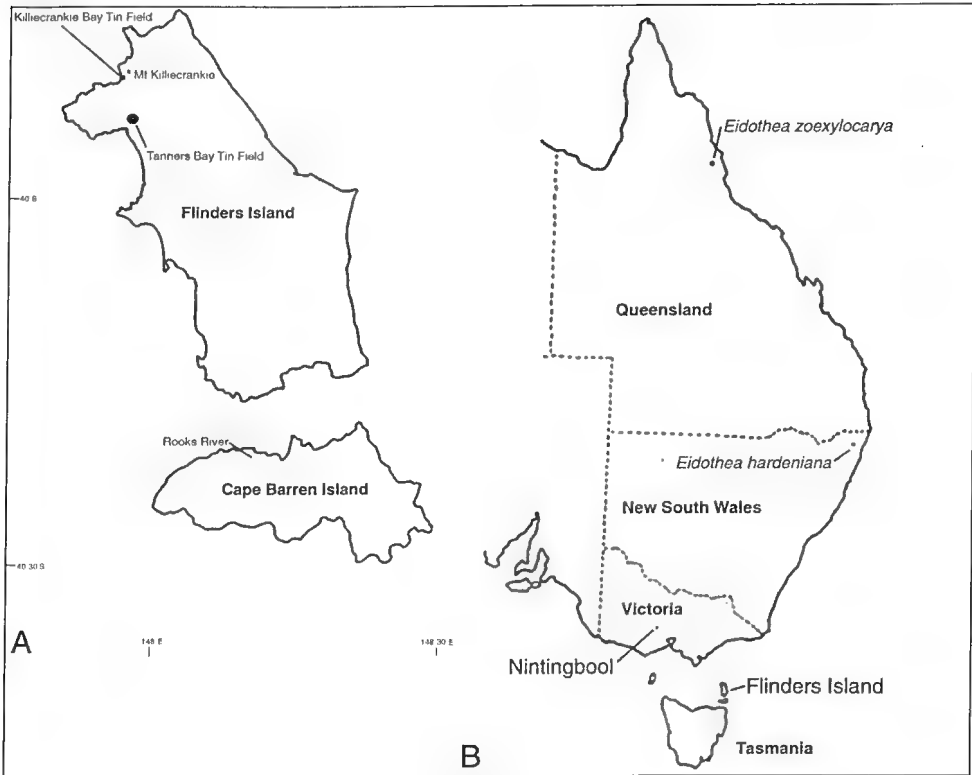 Killiecrankie Bay Tin Field
Mt Killiecrankie
Tanners Bay Tin Field
40 S
Flinders Island
Rooks River
Cape Barren Island
40 30 S
A
148 E
148 30 E
Eidothea zoexylocarya
Queensland
Eidothea hardeniana
New South Wales
Victoria
Nintingbool
Flinders Island
B
Tasmania